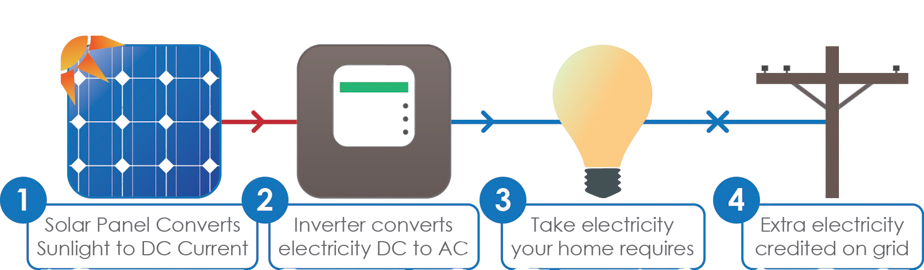 1
Solar Panel Converts
Sunlight to DC Current
2
Inverter converts
electricity DC to AC
3
Take electricity
your home requires
4
Extra electricity
credited on grid